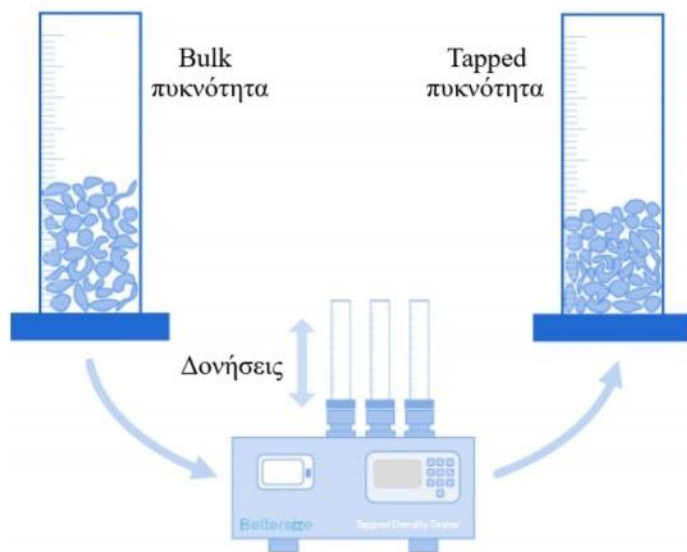 Bulk
πυκνότητα
Tapped
πυκνότητα
Δονήσεις
Bettersize
Tapped Density Tester